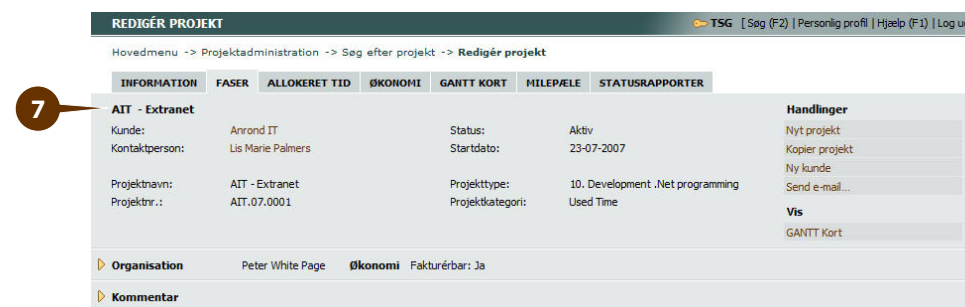 REDIGÉR PROJEKT
TSG [ Søg (F2) | Personlig profil | Hjælp (F1) | Log
Hovedmenu -> Projektadministration -> Søg efter projekt -> Redigér projekt
INFORMATION FASER ALLOKERET TID ØKONOMI GANTT KORT MILEPÆLE STATUSRAPPORTER
7
AIT - Extranet
Handlinger
Kunde: Anrond IT Status: Aktiv Nyt projekt
Kontaktperson: Lis Marie Palmers Startdato: 23-07-2007 Kopier projekt
Ny kunde
Projektnavn: AIT - Extranet Projekttype: 10. Development .Net programming Send e-mail...
Projektnr.: AIT.07.0001 Projektkategori: Used Time
Vis
GANTT Kort
Organisation Peter White Page Økonomi Fakturérbar: Ja
Kommentar